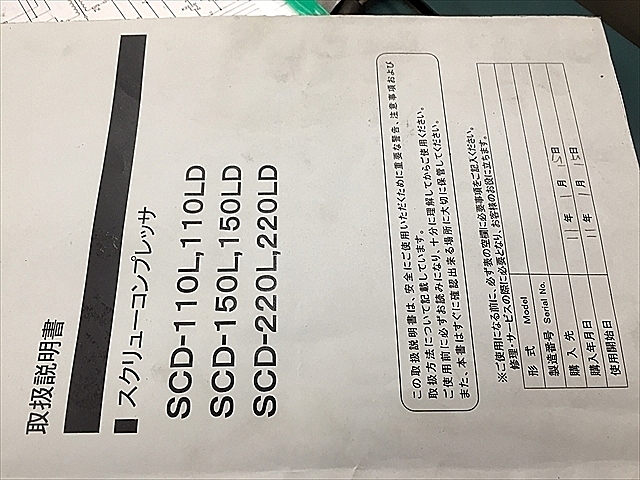 取扱説明書
■ スクリューコンプレッサ
SCD-110L,110LD
SCD-150L,150LD
SCD-220L,220LD
この取扱説明書は、安全にご使用いただくために重要な警告、注意事項および
取扱方法について記載しています。
ご使用前に必ずお読みになり、十分に理解してからご使用ください。
また、本書はすぐに確認出来る場所に大切に保管してください。
※ご使用になる前に、必ず表の空欄に必要事項をご記入ください。
修理・サービスの際に必要となり、お客様のお役に立ちます。
形 式 Model
製造番号 Serial No.
購 入 先
購入年月日 11年 1月 15日
使用開始日 11年 1月 15日